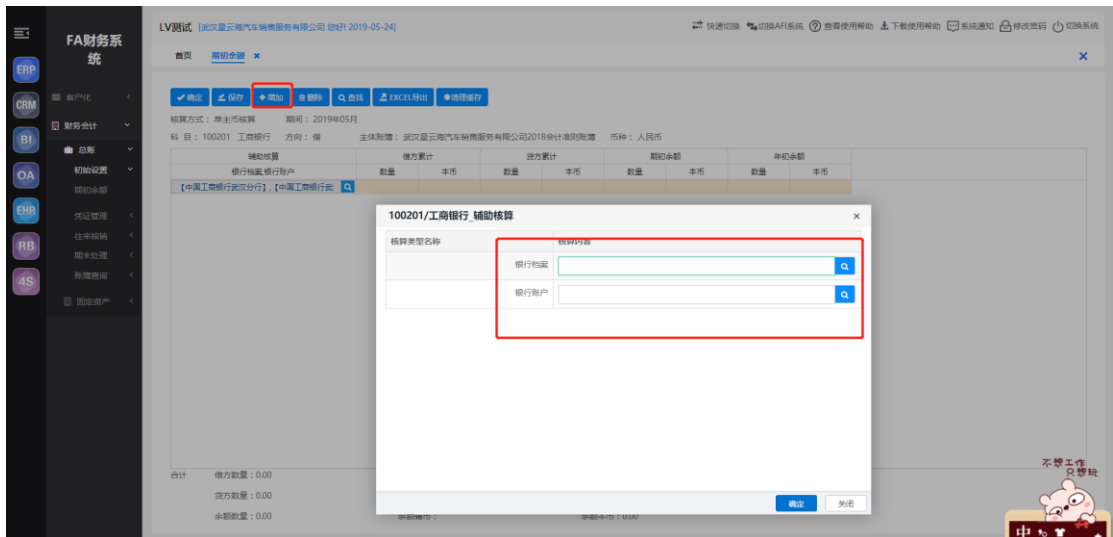 LV测试 [武汉星云海汽车销售服务有限公司 您好! 2019-05-24]
快速切换 切换AFI系统 查看使用帮助 下载使用帮助 系统通知 修改密码 切换系统
FA财务系统
首页 期初余额 ×
ERP
CRM
BI
OA
EHR
RB
4S
账户化
财务会计
总账
初始设置
期初余额
凭证管理
往来核销
期末处理
账簿查询
固定资产
确定 保存 增加 删除 查找 EXCEL导出 清理缓存
核算方式：单主币核算 期间：2019年05月
科 目：100201 工商银行 方向：借 主体账簿：武汉星云海汽车销售服务有限公司2018会计准则账簿 币种：人民币
辅助核算 借方累计 贷方累计 期初余额 年初余额
银行档案,银行账户 数量 本币 数量 本币 数量 本币 数量 本币
【中国工商银行武汉分行】,【中国工商银行武
100201/工商银行_辅助核算 ×
核算类型名称 核算内容
银行档案
银行账户
确定 关闭
合计 借方数量：0.00
贷方数量：0.00
余额数量：0.00 余额辅币： 余额本币：0.00
不想工作
只想玩
中